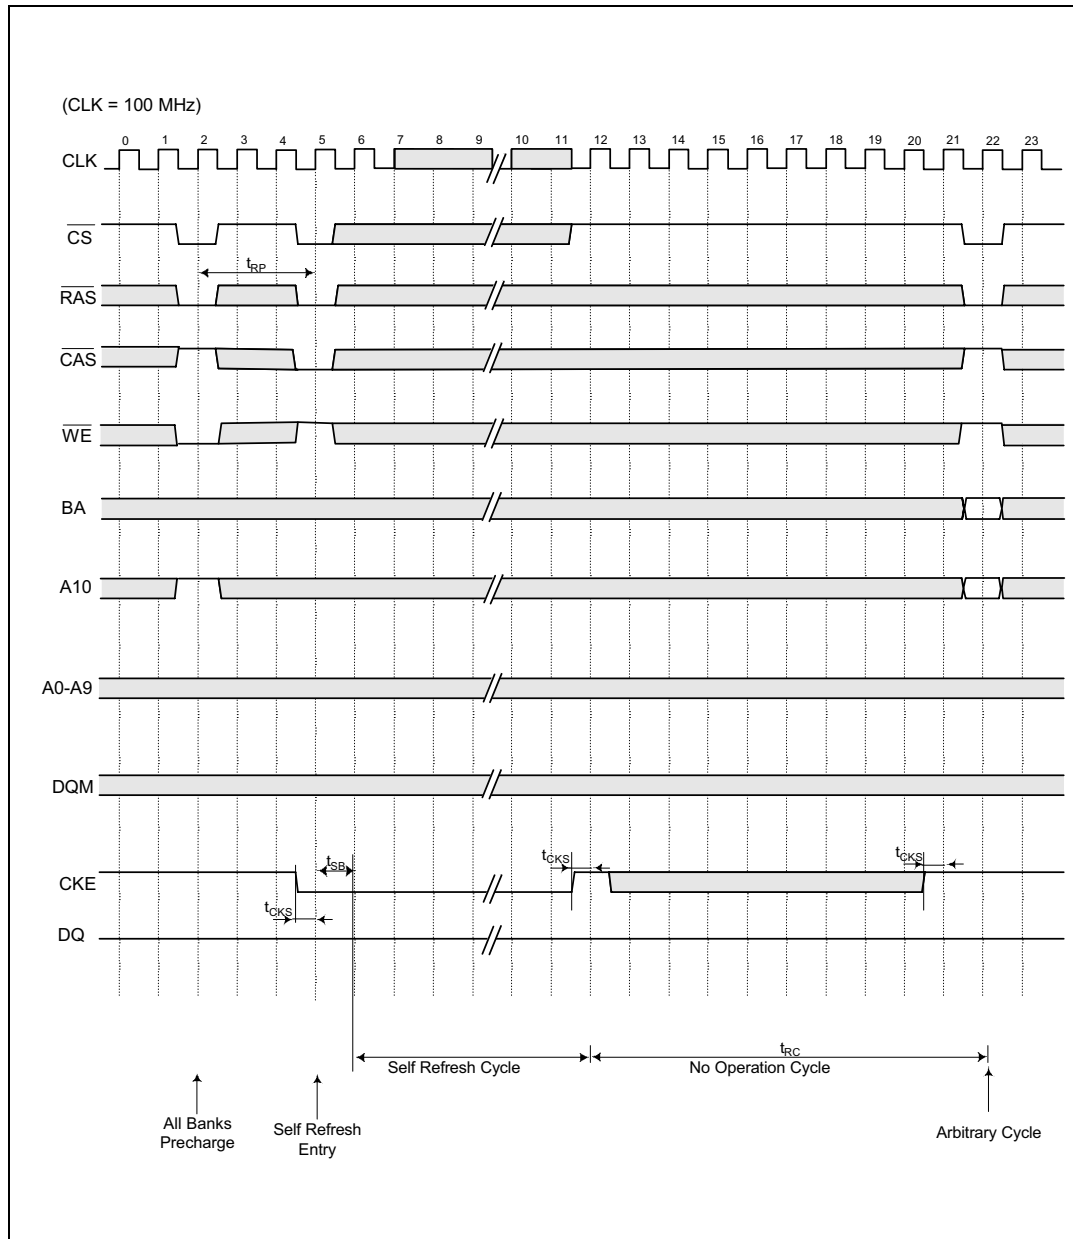 (CLK = 100 MHz)
0 1 2 3 4 5 6 7 8 9 10 11 12 13 14 15 16 17 18 19 20 21 22 23
CLK
CS
tRP
RAS
CAS
WE
BA
A10
A0-A9
DQM
tSB
tCKS
tCKS
CKE
tCKS
DQ
tRC
Self Refresh Cycle
No Operation Cycle
All Banks
Precharge
Self Refresh
Entry
Arbitrary Cycle